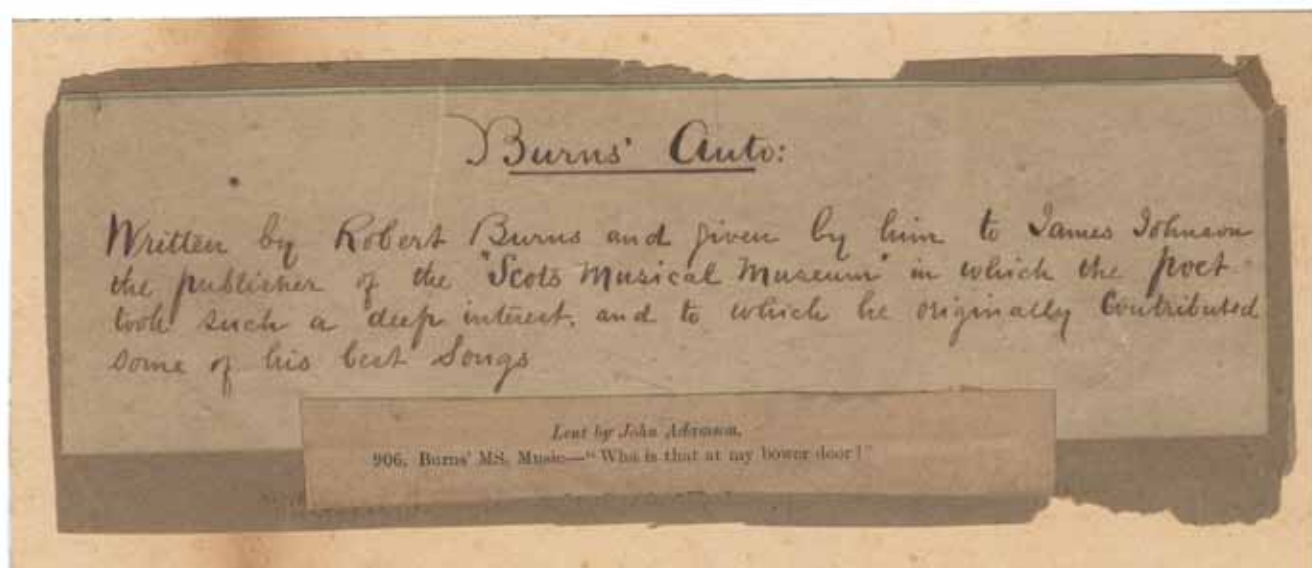 Burns' Auto:
Written by Robert Burns and given by him to James Johnson
the publisher of the "Scots Musical Museum" in which the poet
took such a deep interest, and to which he originally Contributed
some of his best Songs
Lent by John Adamson.
906. Burns' MS. Music—"Who is that at my bower door!"